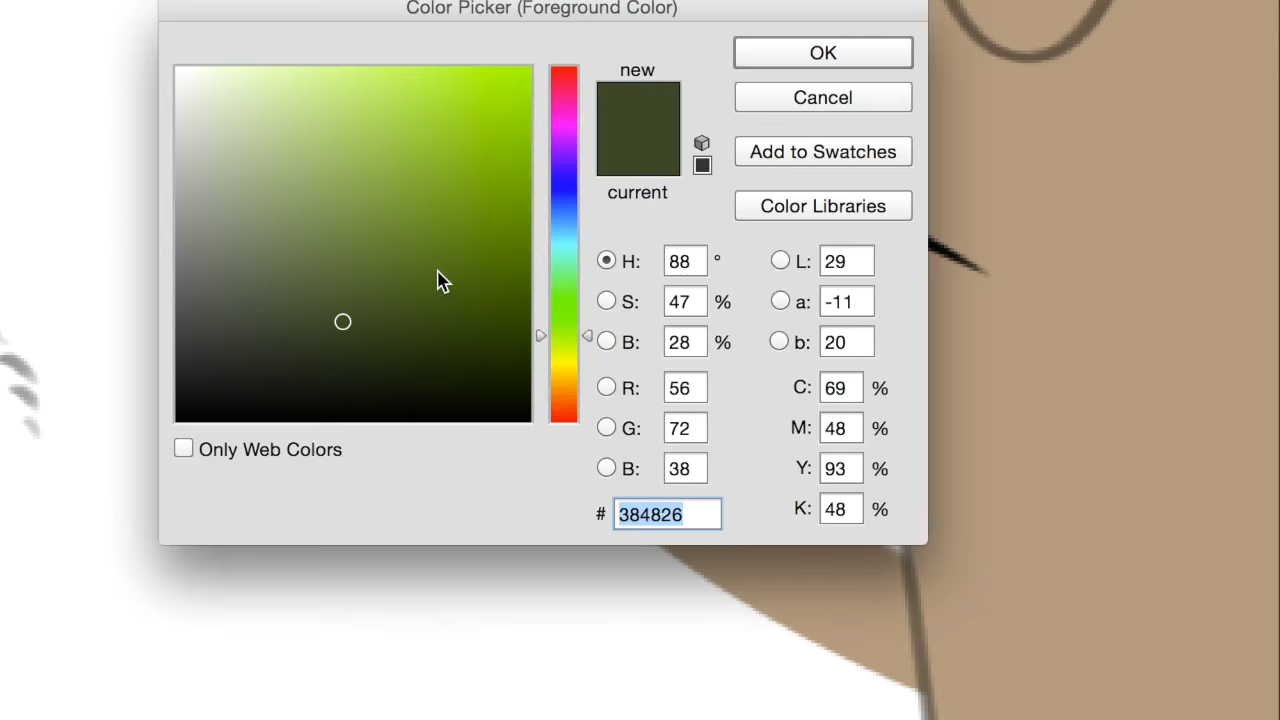 Color Picker (Foreground Color)
new
current
OK
Cancel
Add to Swatches
Color Libraries
H: 88 °
S: 47 %
B: 28 %
R: 56
G: 72
B: 38
# 384826
L: 29
a: -11
b: 20
C: 69 %
M: 48 %
Y: 93 %
K: 48 %
Only Web Colors